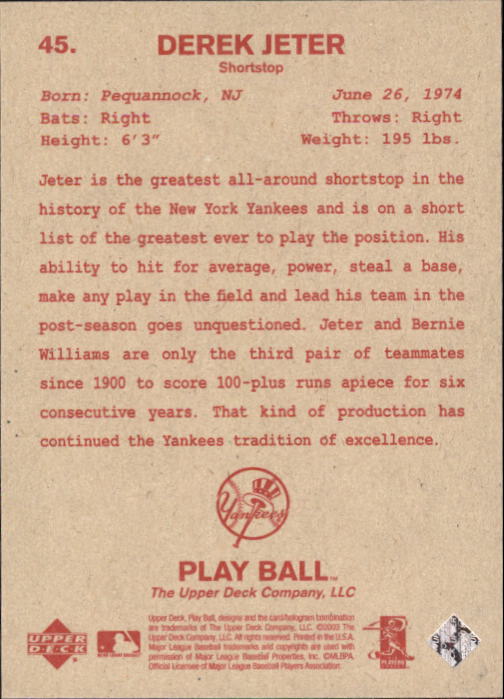 45.
DEREK JETER
Shortstop
Born: Pequannock, NJ June 26, 1974
Bats: Right Throws: Right
Height: 6'3" Weight: 195 lbs.
Jeter is the greatest all-around shortstop in the
history of the New York Yankees and is on a short
list of the greatest ever to play the position. His
ability to hit for average, power, steal a base,
make any play in the field and lead his team in the
post-season goes unquestioned. Jeter and Bernie
Williams are only the third pair of teammates
since 1900 to score 100-plus runs apiece for six
consecutive years. That kind of production has
continued the Yankees tradition of excellence.
Yankees
PLAY BALL™
The Upper Deck Company, LLC
UPPER
DECK
Upper Deck, Play Ball, designs and the card/hologram combination
are trademarks of The Upper Deck Company, LLC. ©2003 The
Upper Deck Company, LLC. All rights reserved. Printed in the U.S.A.
Major League Baseball trademarks and copyrights are used with
permission of Major League Baseball Properties, Inc. ©MLBPA.
Official Licensee of Major League Baseball Players Association.
PLAYERS